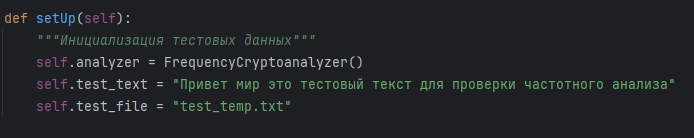 def setUp(self):
"""Инициализация тестовых данных"""
self.analyzer = FrequencyCryptoanalyzer()
self.test_text = "Привет мир это тестовый текст для проверки частотного анализа"
self.test_file = "test_temp.txt"